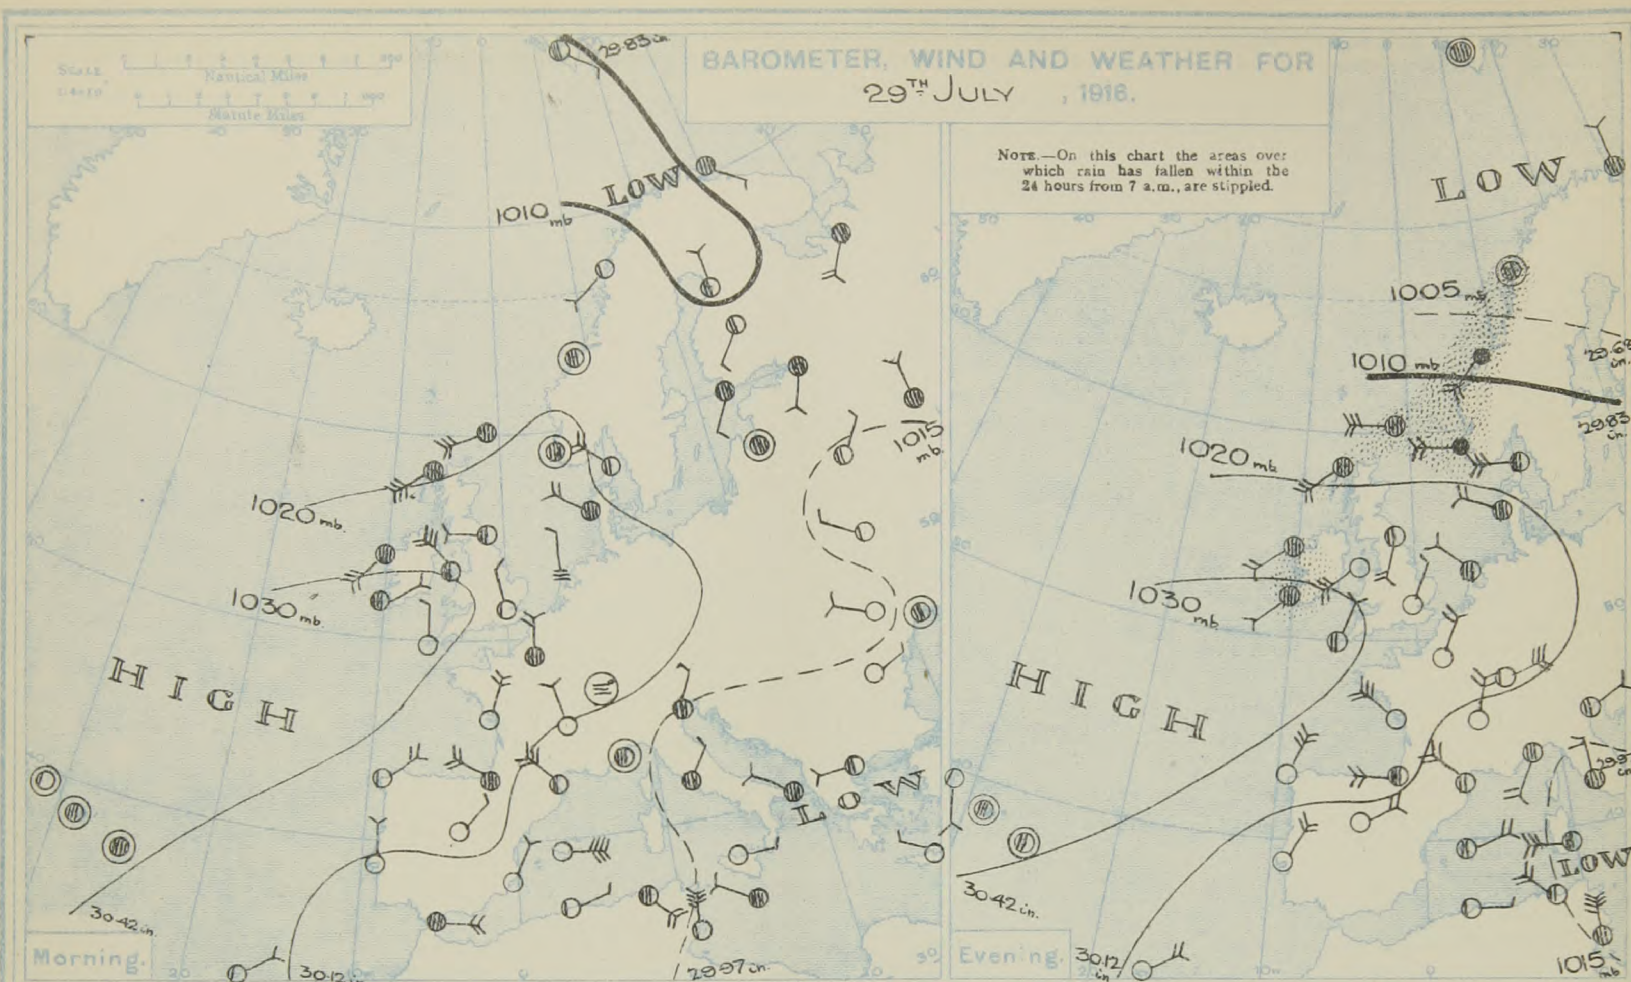 BAROMETER, WIND AND WEATHER FOR
29TH JULY , 1916.
Nautical Miles
Statute Miles
NOTE.—On this chart the areas over
which rain has fallen within the
24 hours from 7 a.m., are stippled.
29.83 in.
LOW
1010 mb
1015
mb.
1020 mb.
1030 mb.
HIGH
LOW
30.42 in.
30.12 in.
29.97 in.
Morning.
LOW
1005 mb.
29.68
in.
1010 mb
29.83
in.
1020 mb.
1030
mb.
HIGH
29.97
in.
LOW
30.42 in.
30.12
in
1015
mb
Evening.